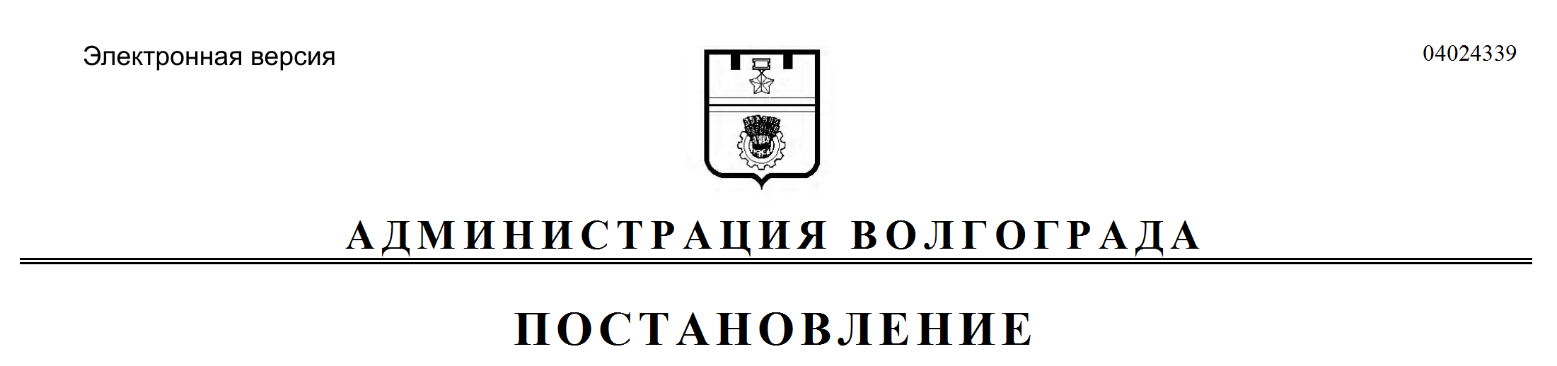 Электронная версия
04024339
АДМИНИСТРАЦИЯ ВОЛГОГРАДА
ПОСТАНОВЛЕНИЕ